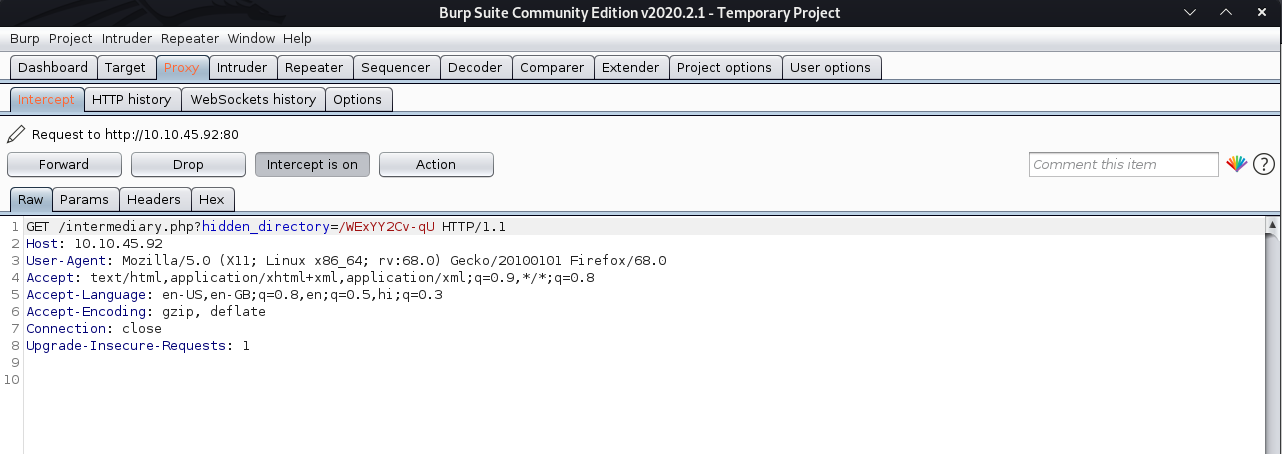 Burp Suite Community Edition v2020.2.1 - Temporary Project
Burp Project Intruder Repeater Window Help
Dashboard Target Proxy Intruder Repeater Sequencer Decoder Comparer Extender Project options User options
Intercept HTTP history WebSockets history Options
Request to http://10.10.45.92:80
Forward Drop Intercept is on Action Comment this item ?
Raw Params Headers Hex
1 GET /intermediary.php?hidden_directory=/WExYY2Cv-qU HTTP/1.1
2 Host: 10.10.45.92
3 User-Agent: Mozilla/5.0 (X11; Linux x86_64; rv:68.0) Gecko/20100101 Firefox/68.0
4 Accept: text/html,application/xhtml+xml,application/xml;q=0.9,*/*;q=0.8
5 Accept-Language: en-US,en-GB;q=0.8,en;q=0.5,hi;q=0.3
6 Accept-Encoding: gzip, deflate
7 Connection: close
8 Upgrade-Insecure-Requests: 1
9
10